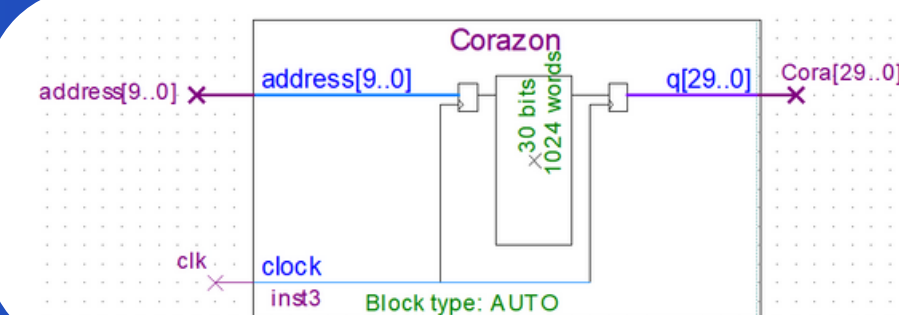 Corazon
address[9..0]
address[9..0]
q[29..0]
Cora[29..0]
30 bits
1024 words
clk
clock
inst3
Block type: AUTO